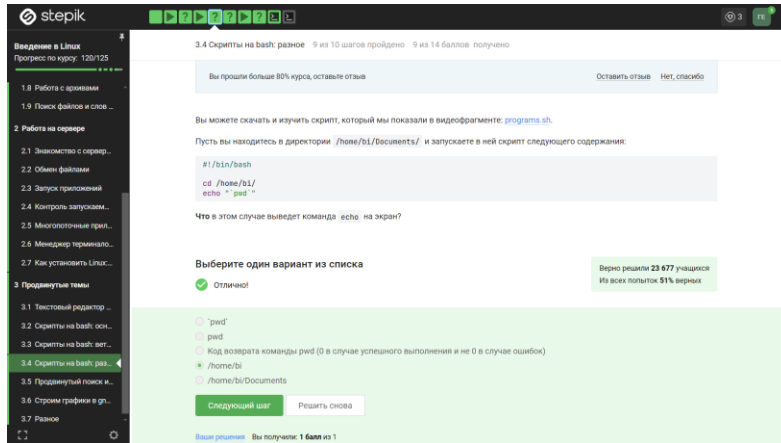 stepik
3
ГЕ
Введение в Linux
Прогресс по курсу: 120/125
1.8 Работа с архивами
1.9 Поиск файлов и слов ...
2 Работа на сервере
2.1 Знакомство с сервер...
2.2 Обмен файлами
2.3 Запуск приложений
2.4 Контроль запускаем...
2.5 Многопоточные прил...
2.6 Менеджер терминало...
2.7 Как установить Linux:...
3 Продвинутые темы
3.1 Текстовый редактор ...
3.2 Скрипты на bash: осн...
3.3 Скрипты на bash: вет...
3.4 Скрипты на bash: раз...
3.5 Продвинутый поиск и...
3.6 Строим графики в gn...
3.7 Разное
3.4 Скрипты на bash: разное 9 из 10 шагов пройдено 9 из 14 баллов получено
Вы прошли больше 80% курса, оставьте отзыв
Оставить отзыв Нет, спасибо
Вы можете скачать и изучить скрипт, который мы показали в видеофрагменте: programs.sh.
Пусть вы находитесь в директории /home/bi/Documents/ и запускаете в ней скрипт следующего содержания:
#!/bin/bash
cd /home/bi/
echo "`pwd`"
Что в этом случае выведет команда echo на экран?
Выберите один вариант из списка
Отлично!
Верно решили 23 677 учащихся
Из всех попыток 51% верных
`pwd`
pwd
Код возврата команды pwd (0 в случае успешного выполнения и не 0 в случае ошибок)
/home/bi
/home/bi/Documents
Следующий шаг
Решить снова
Ваши решения Вы получили: 1 балл из 1